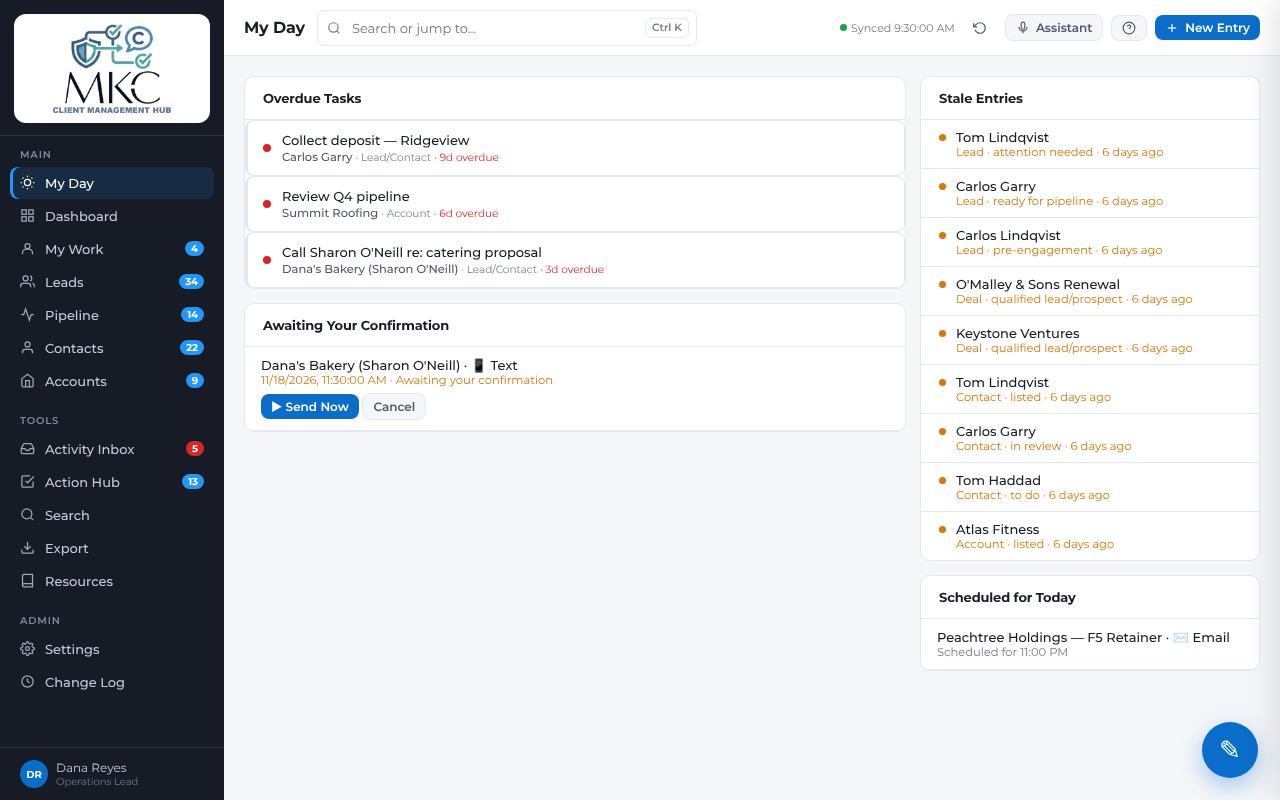 MKC
CLIENT MANAGEMENT HUB
MAIN
My Day
Dashboard
My Work 4
Leads 34
Pipeline 14
Contacts 22
Accounts 9
TOOLS
Activity Inbox 5
Action Hub 13
Search
Export
Resources
ADMIN
Settings
Change Log
DR Dana Reyes
Operations Lead
My Day
Search or jump to... Ctrl K
Synced 9:30:00 AM
Assistant
New Entry
Overdue Tasks
Collect deposit — Ridgeview
Carlos Garry · Lead/Contact · 9d overdue
Review Q4 pipeline
Summit Roofing · Account · 6d overdue
Call Sharon O'Neill re: catering proposal
Dana's Bakery (Sharon O'Neill) · Lead/Contact · 3d overdue
Awaiting Your Confirmation
Dana's Bakery (Sharon O'Neill) · 📱 Text
11/18/2026, 11:30:00 AM · Awaiting your confirmation
▶ Send Now Cancel
Stale Entries
Tom Lindqvist
Lead · attention needed · 6 days ago
Carlos Garry
Lead · ready for pipeline · 6 days ago
Carlos Lindqvist
Lead · pre-engagement · 6 days ago
O'Malley & Sons Renewal
Deal · qualified lead/prospect · 6 days ago
Keystone Ventures
Deal · qualified lead/prospect · 6 days ago
Tom Lindqvist
Contact · listed · 6 days ago
Carlos Garry
Contact · in review · 6 days ago
Tom Haddad
Contact · to do · 6 days ago
Atlas Fitness
Account · listed · 6 days ago
Scheduled for Today
Peachtree Holdings — F5 Retainer · ✉️ Email
Scheduled for 11:00 PM